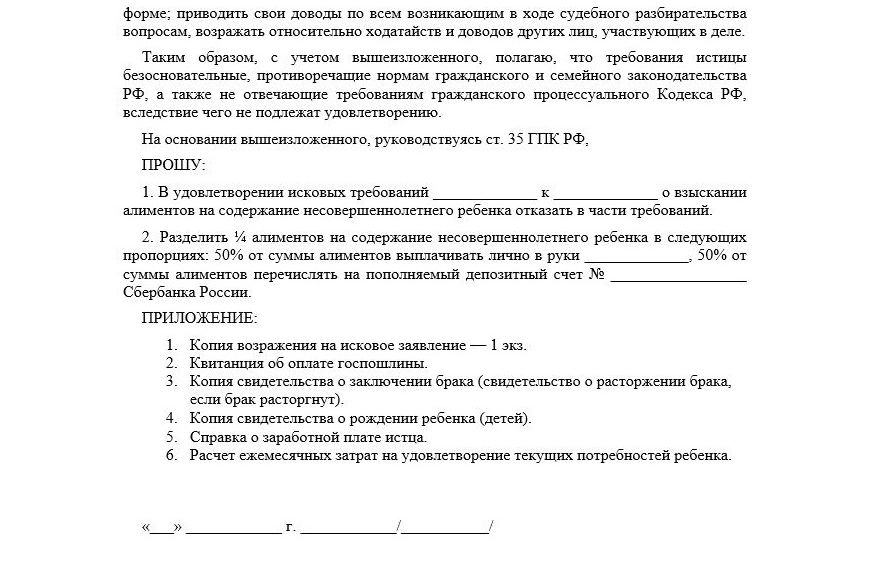 форме; приводить свои доводы по всем возникающим в ходе судебного разбирательства
вопросам, возражать относительно ходатайств и доводов других лиц, участвующих в деле.
Таким образом, с учетом вышеизложенного, полагаю, что требования истицы
безосновательные, противоречащие нормам гражданского и семейного законодательства
РФ, а также не отвечающие требованиям гражданского процессуального Кодекса РФ,
вследствие чего не подлежат удовлетворению.
На основании вышеизложенного, руководствуясь ст. 35 ГПК РФ,
ПРОШУ:
1. В удовлетворении исковых требований _____________ к _____________ о взыскании
алиментов на содержание несовершеннолетнего ребенка отказать в части требований.
2. Разделить ¼ алиментов на содержание несовершеннолетнего ребенка в следующих
пропорциях: 50% от суммы алиментов выплачивать лично в руки _____________, 50% от
суммы алиментов перечислять на пополняемый депозитный счет № _________________
Сбербанка России.
ПРИЛОЖЕНИЕ:
1. Копия возражения на исковое заявление — 1 экз.
2. Квитанция об оплате госпошлины.
3. Копия свидетельства о заключении брака (свидетельство о расторжении брака,
если брак расторгнут).
4. Копия свидетельства о рождении ребенка (детей).
5. Справка о заработной плате истца.
6. Расчет ежемесячных затрат на удовлетворение текущих потребностей ребенка.
«___» ____________ г. ____________/___________/